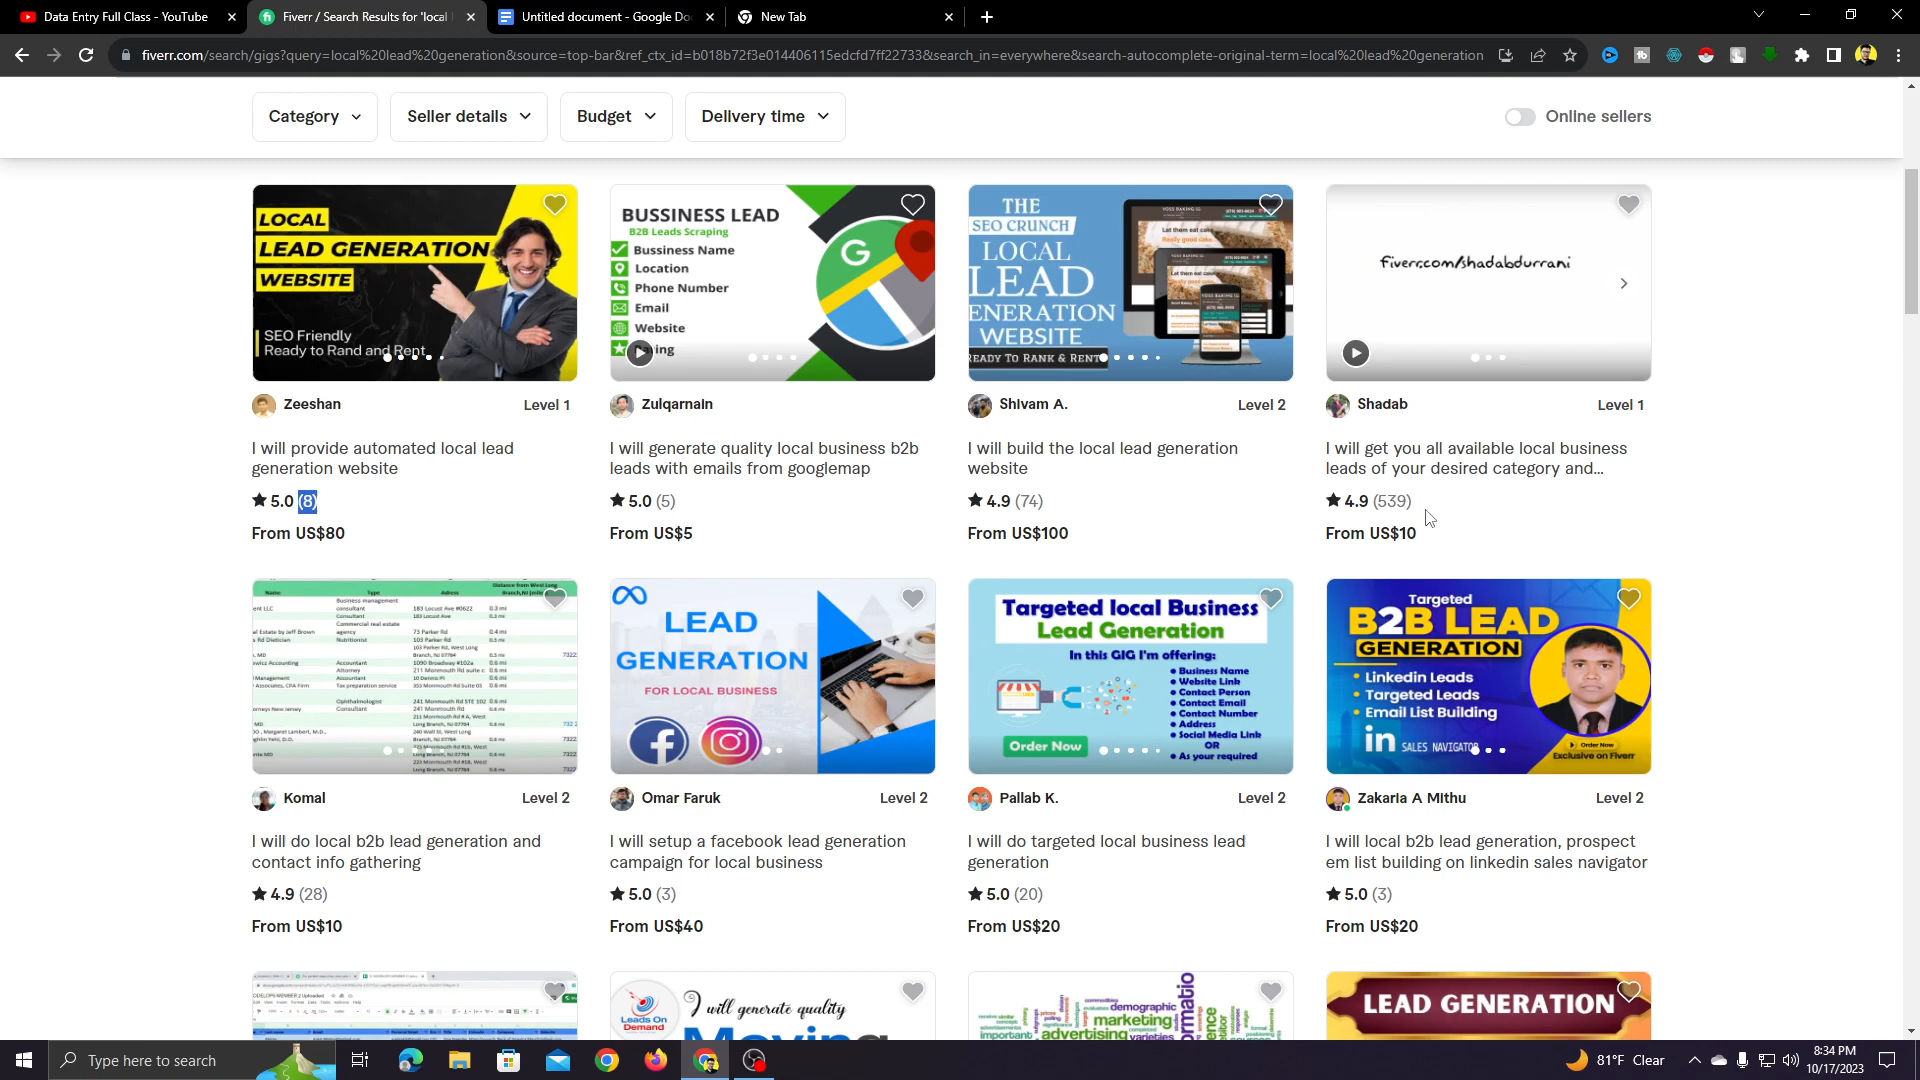 Data Entry Full Class - YouTube
Fiverr / Search Results for 'local
Untitled document - Google Do
New Tab
fiverr.com/search/gigs?query=local%20lead%20generation&source=top-bar&ref_ctx_id=b018b72f3e014406115edcfd7ff22733&search_in=everywhere&search-autocomplete-original-term=local%20lead%20generation
Category
Seller details
Budget
Delivery time
Online sellers
LOCAL
LEAD GENERATION
WEBSITE
SEO Friendly
Ready to Rand and Rent
BUSSINESS LEAD
B2B Leads Scraping
Bussiness Name
Location
Phone Number
Email
Website
G
THE
SEO CRUNCH
LOCAL
LEAD
ENERATION
WEBSITE
READY TO RANK & RENT
fiverr.com/shadabdurrani
Zeeshan
Level 1
Zulqarnain
Shivam A.
Level 2
Shadab
Level 1
I will provide automated local lead
generation website
I will generate quality local business b2b
leads with emails from googlemap
I will build the local lead generation
website
I will get you all available local business
leads of your desired category and...
5.0 (8)
5.0 (5)
4.9 (74)
4.9 (539)
From US$80
From US$5
From US$100
From US$10
LEAD
GENERATION
FOR LOCAL BUSINESS
Targeted local Business
Lead Generation
In this GIG I'm offering:
• Business Name
• Website Link
• Contact Person
• Contact Email
• Contact Number
• Address
• Social Media Link
OR
• As your required
Order Now
Targeted
B2B LEAD
GENERATION
• Linkedin Leads
• Targeted Leads
• Email List Building
in SALES NAVIGATOR
Order Now
Exclusive on Fiverr
Komal
Level 2
Omar Faruk
Level 2
Pallab K.
Level 2
Zakaria A Mithu
Level 2
I will do local b2b lead generation and
contact info gathering
I will setup a facebook lead generation
campaign for local business
I will do targeted local business lead
generation
I will local b2b lead generation, prospect
em list building on linkedin sales navigator
4.9 (28)
5.0 (3)
5.0 (20)
5.0 (3)
From US$10
From US$40
From US$20
From US$20
Leads On
Demand
I will generate quality
Moving
demographic
marketing
advertising
important
LEAD GENERATION
Type here to search
81°F Clear
8:34 PM
10/17/2023